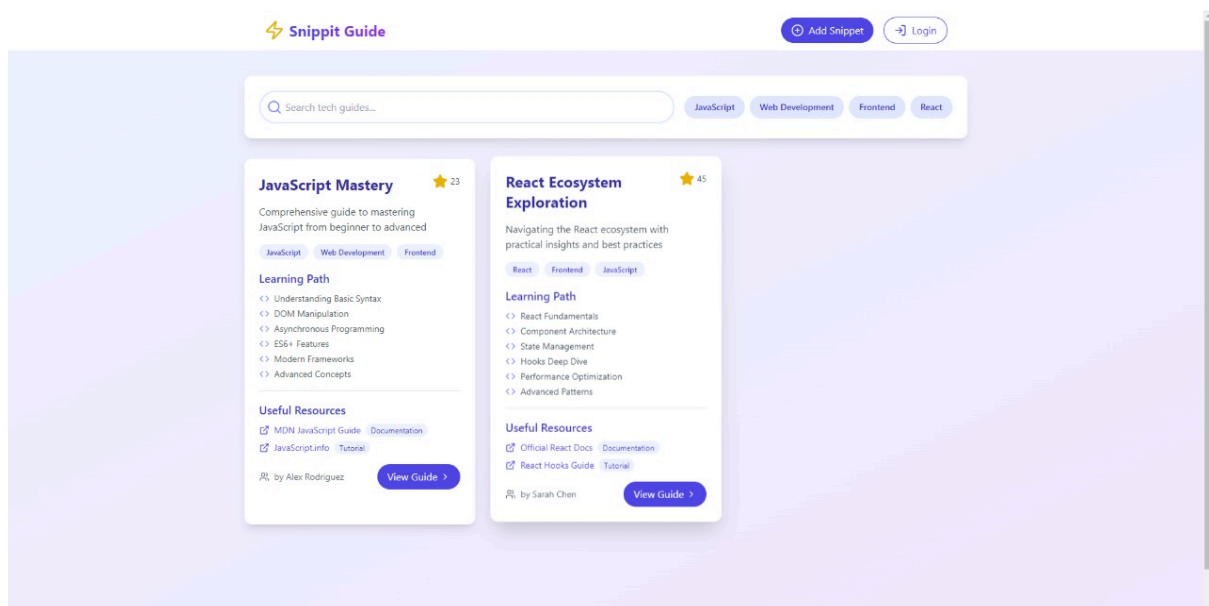 Snippit Guide
Add Snippet
Login
Search tech guides...
JavaScript
Web Development
Frontend
React
JavaScript Mastery
23
Comprehensive guide to mastering
JavaScript from beginner to advanced
JavaScript
Web Development
Frontend
Learning Path
Understanding Basic Syntax
DOM Manipulation
Asynchronous Programming
ES6+ Features
Modern Frameworks
Advanced Concepts
Useful Resources
MDN JavaScript Guide Documentation
JavaScript.info Tutorial
by Alex Rodriguez
View Guide
React Ecosystem
Exploration
45
Navigating the React ecosystem with
practical insights and best practices
React
Frontend
JavaScript
Learning Path
React Fundamentals
Component Architecture
State Management
Hooks Deep Dive
Performance Optimization
Advanced Patterns
Useful Resources
Official React Docs Documentation
React Hooks Guide Tutorial
by Sarah Chen
View Guide